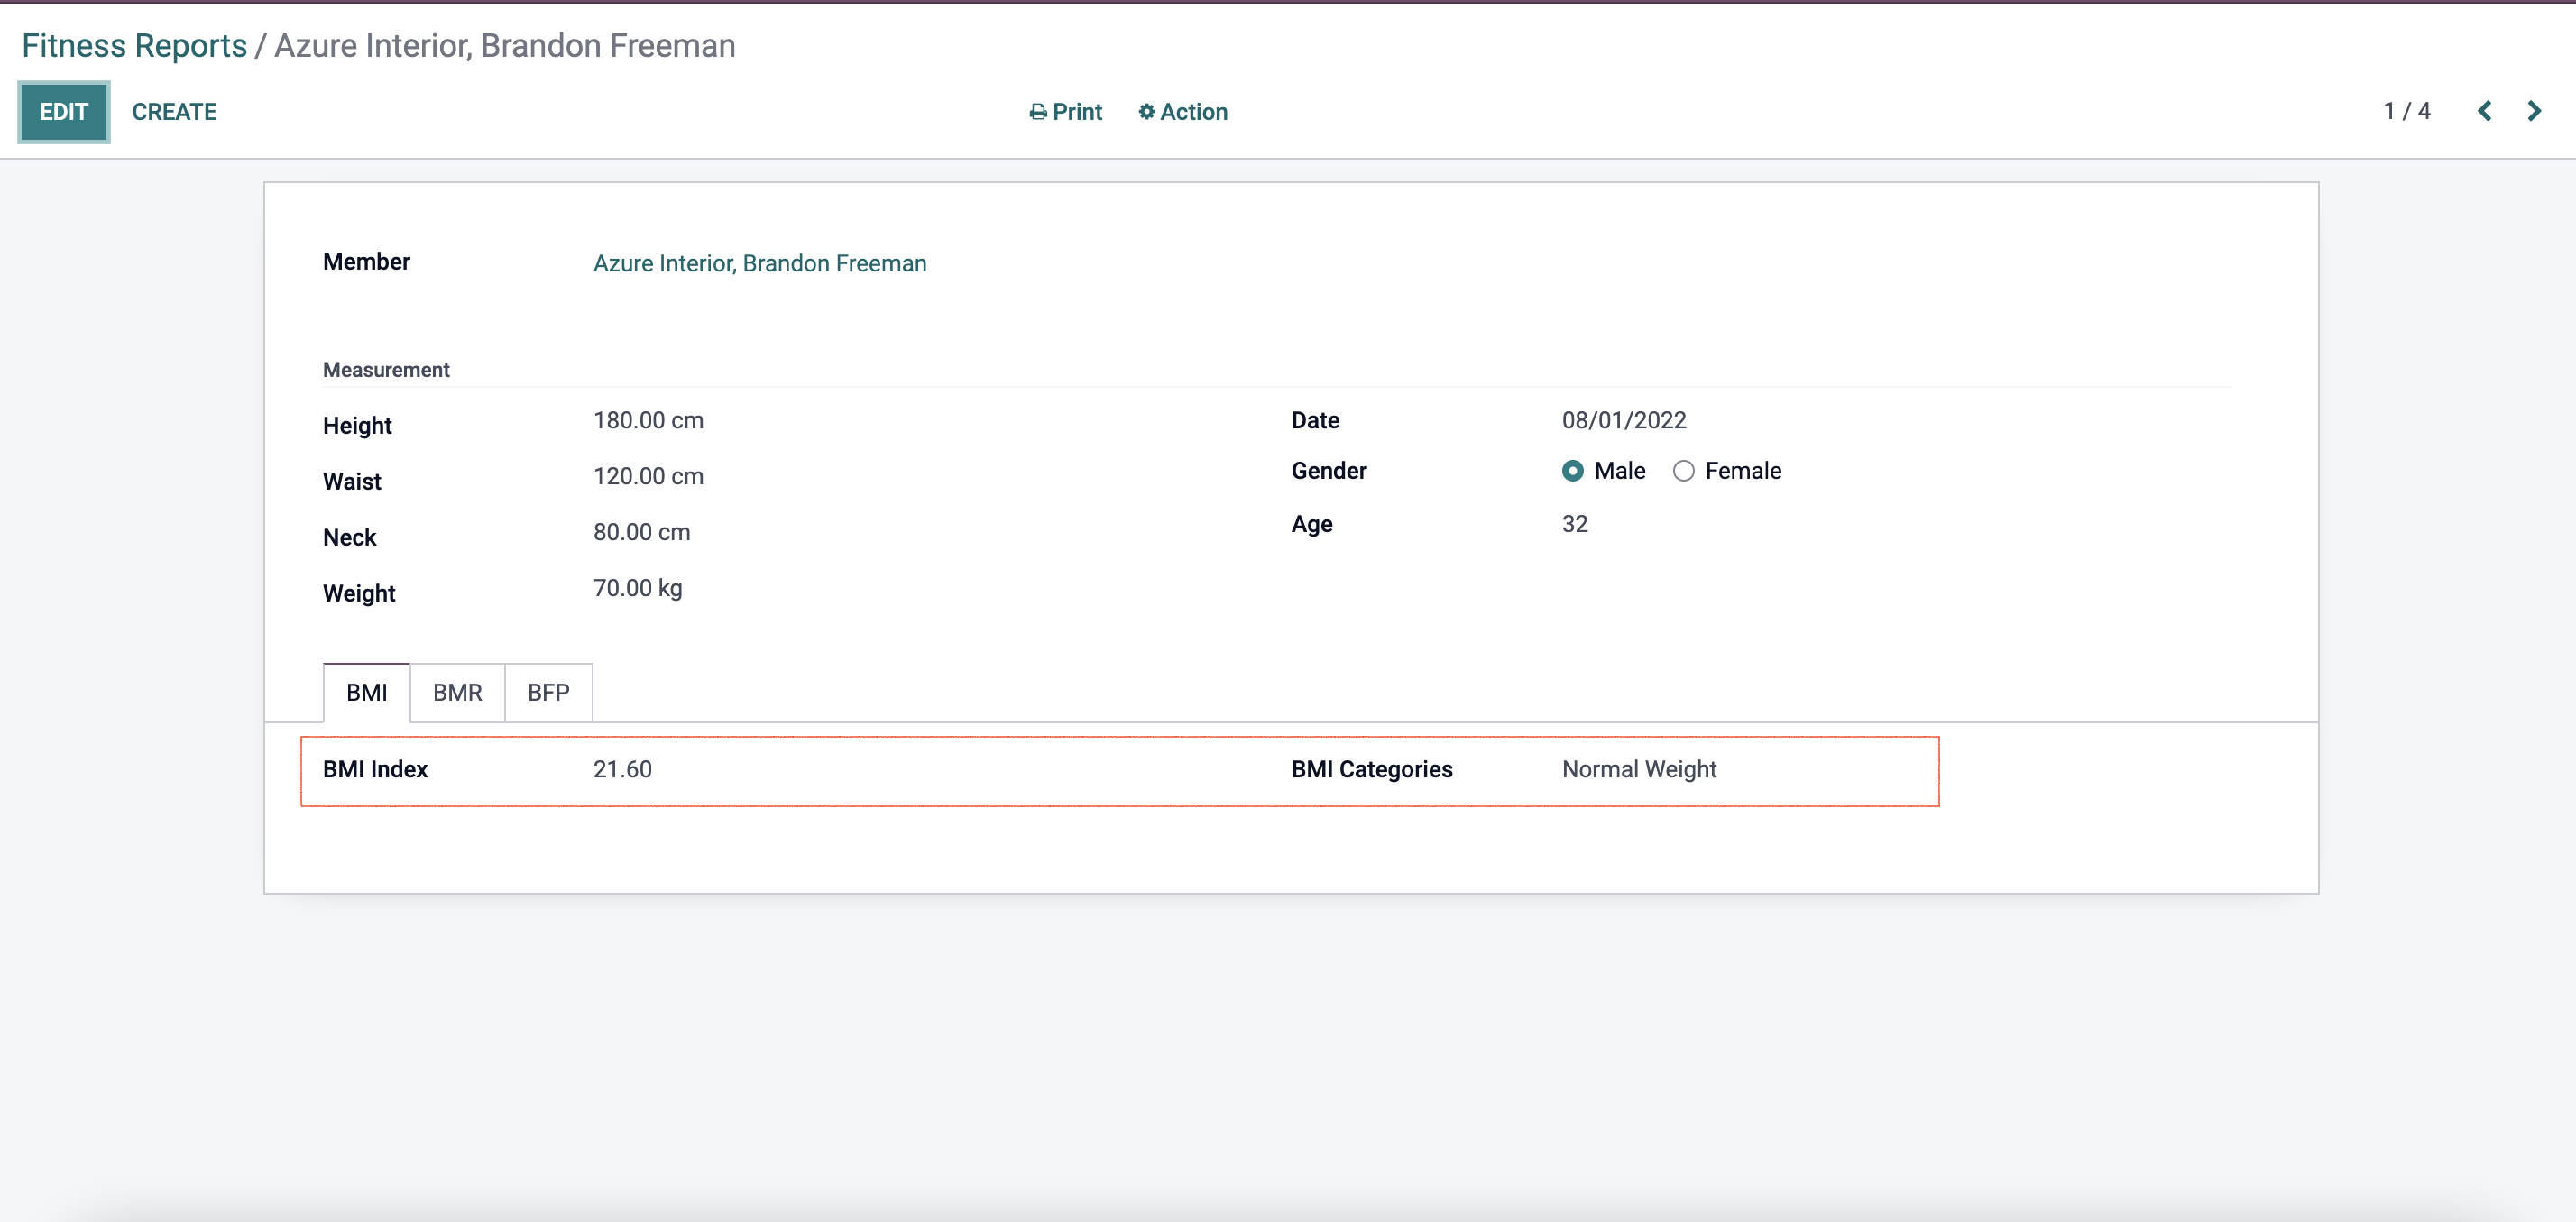 Fitness Reports / Azure Interior, Brandon Freeman
EDIT CREATE Print Action 1 / 4
Member Azure Interior, Brandon Freeman
Measurement
Height 180.00 cm Date 08/01/2022
Waist 120.00 cm Gender Male Female
Neck 80.00 cm Age 32
Weight 70.00 kg
BMI BMR BFP
BMI Index 21.60 BMI Categories Normal Weight